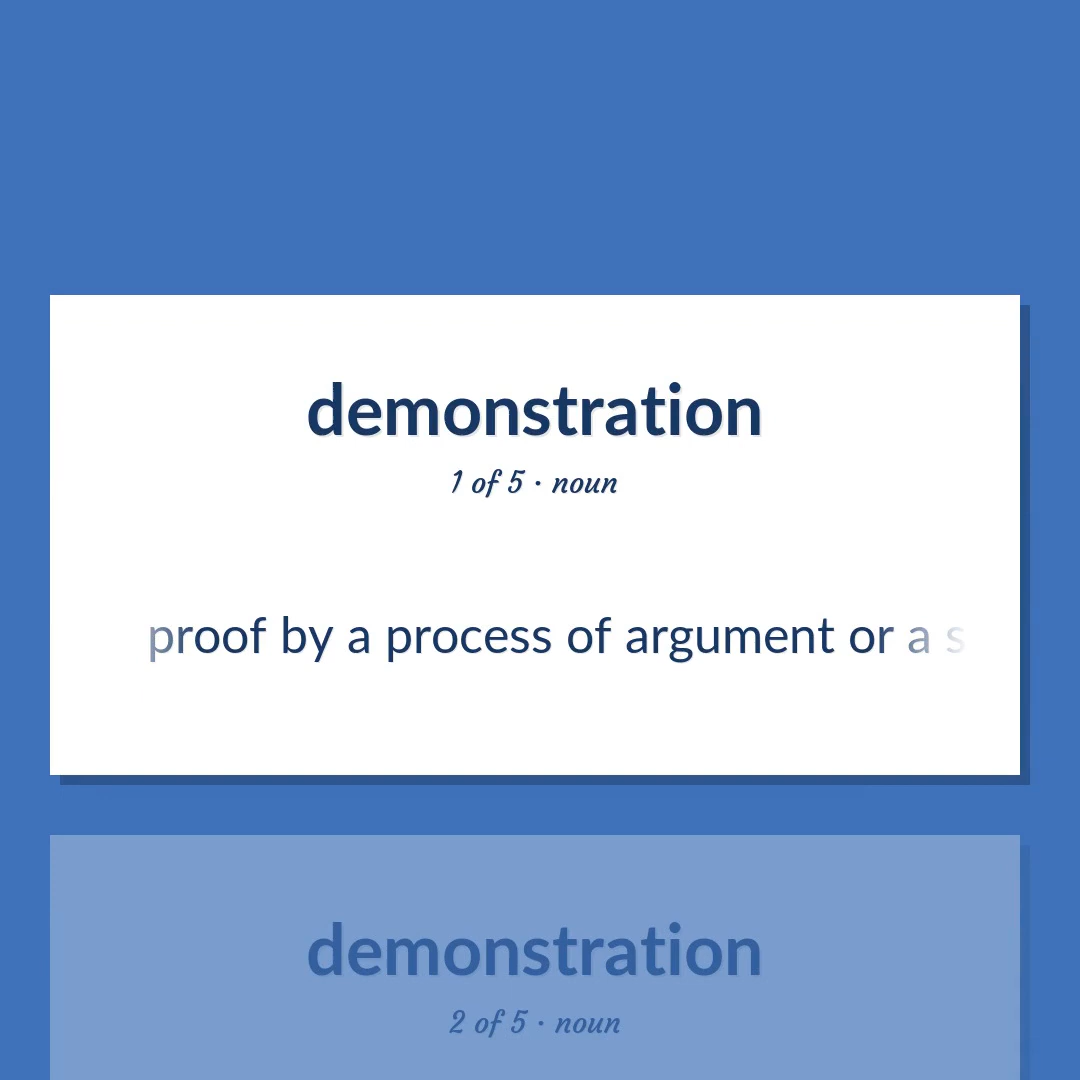 demonstration
1 of 5 · noun
proof by a process of argument or a s
demonstration
2 of 5 · noun